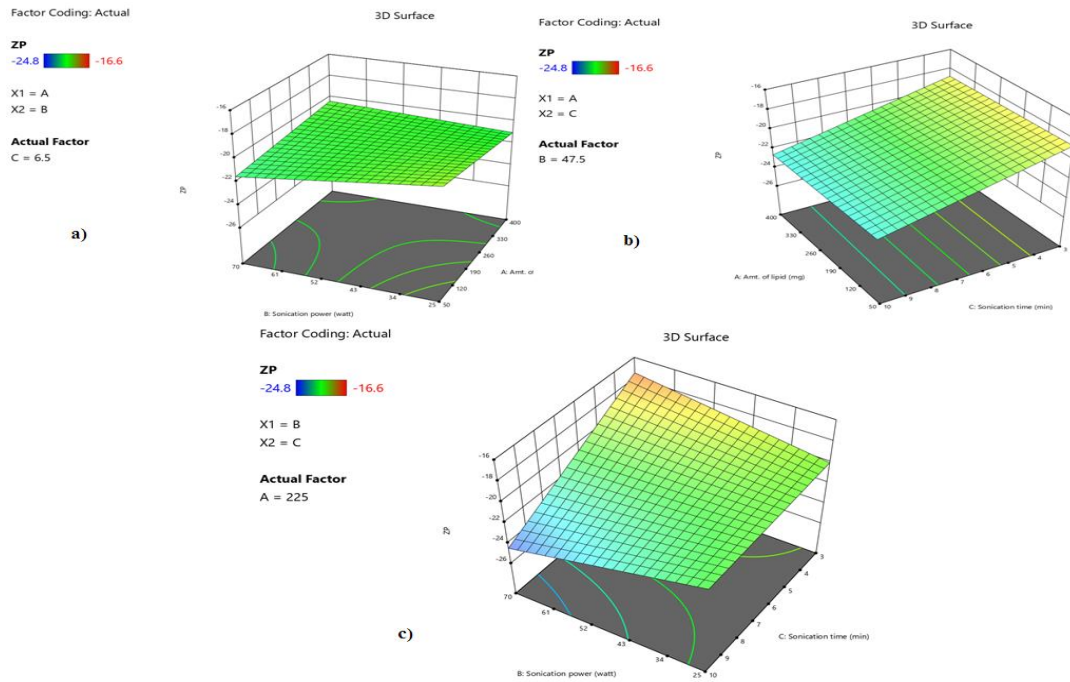 Factor Coding: Actual
3D Surface
ZP
-24.8 -16.6
X1 = A
X2 = B
Actual Factor
C = 6.5
a)
ZP
-16
-18
-20
-22
-24
-26
70
61
52
43
34
25
50
120
190
260
330
400
A: Amt. of
B: Sonication power (watt)
Factor Coding: Actual
3D Surface
ZP
-24.8 -16.6
X1 = A
X2 = C
Actual Factor
B = 47.5
b)
ZP
-16
-18
-20
-22
-24
-26
400
330
260
190
120
50
10
9
8
7
6
5
4
3
A: Amt. of lipid (mg)
C: Sonication time (min)
Factor Coding: Actual
3D Surface
ZP
-24.8 -16.6
X1 = B
X2 = C
Actual Factor
A = 225
c)
ZP
-16
-18
-20
-22
-24
-26
70
61
52
43
34
25
10
9
8
7
6
5
4
3
B: Sonication power (watt)
C: Sonication time (min)